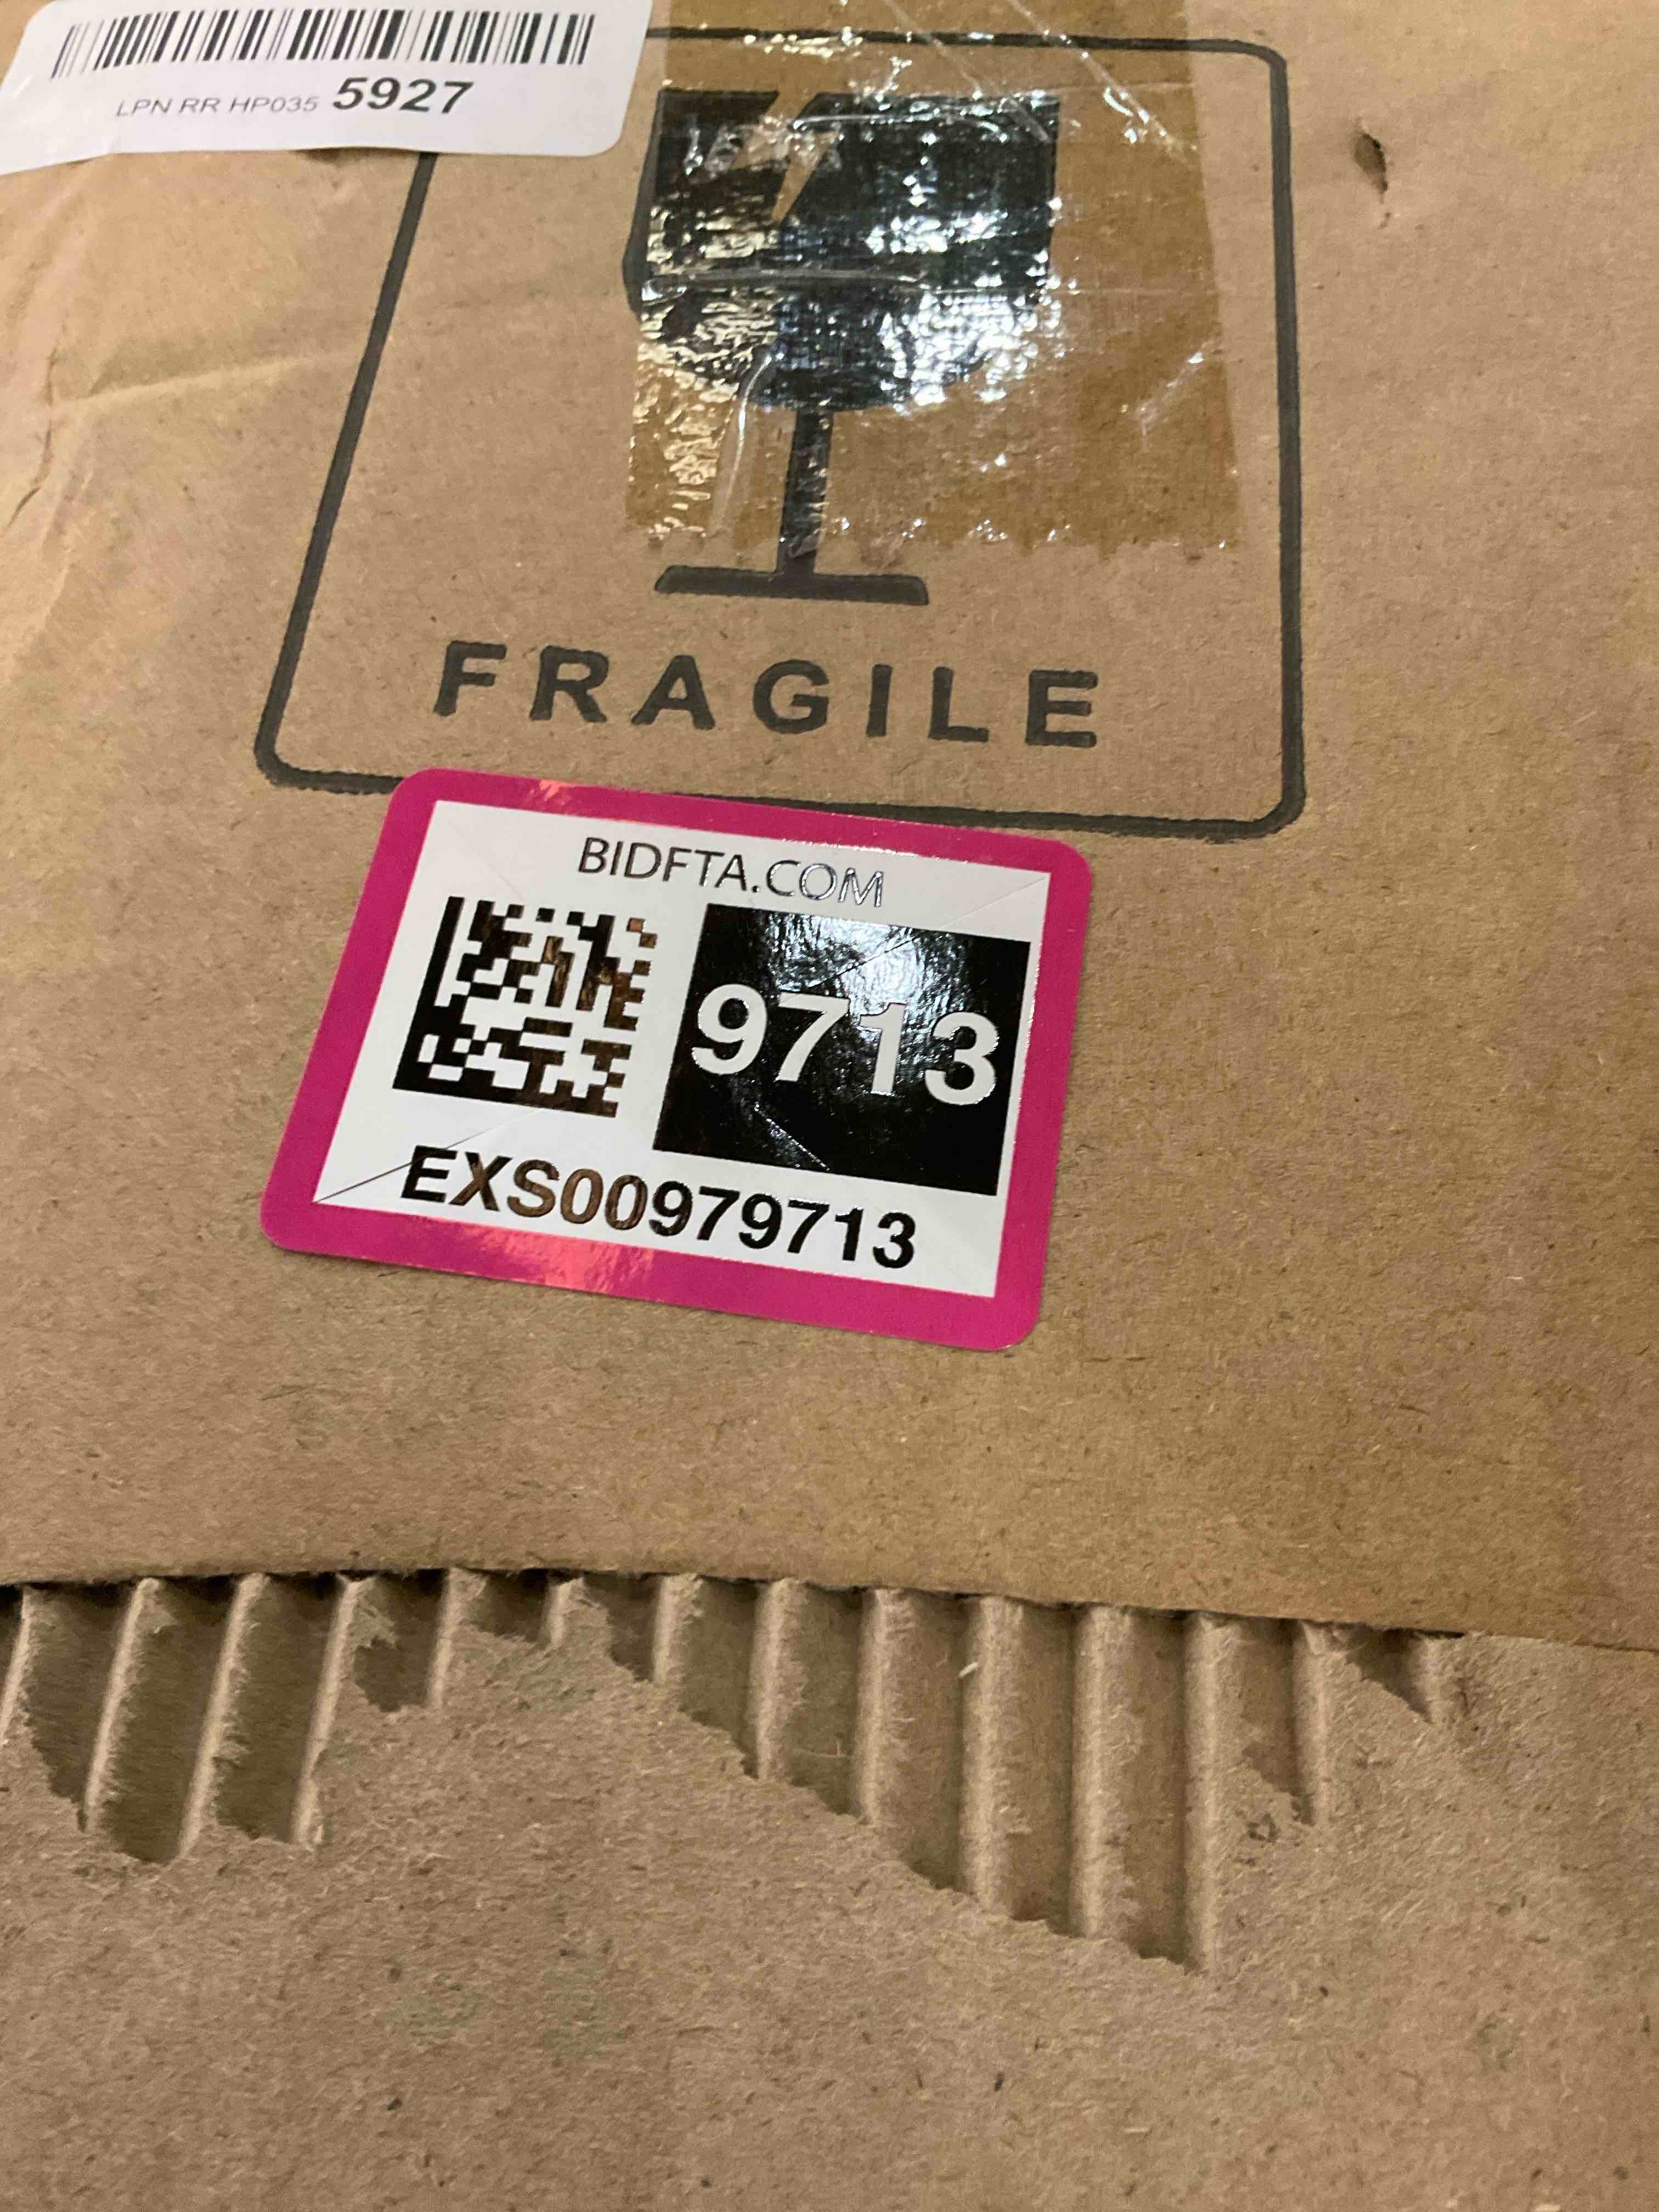 LPN RR HP035 5927
FRAGILE
BIDFTA.COM
9713
EXS00979713